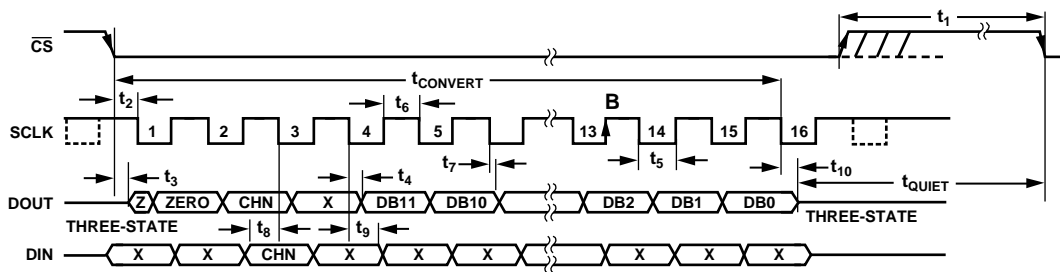 t1
CS
tCONVERT
t2
t6
B
SCLK
1 2 3 4 5 13 14 15 16
t7
t5
t10
t3
t4
tQUIET
DOUT
Z ZERO CHN X DB11 DB10 DB2 DB1 DB0
THREE-STATE
THREE-STATE
t8
t9
DIN
X X CHN X X X X X X